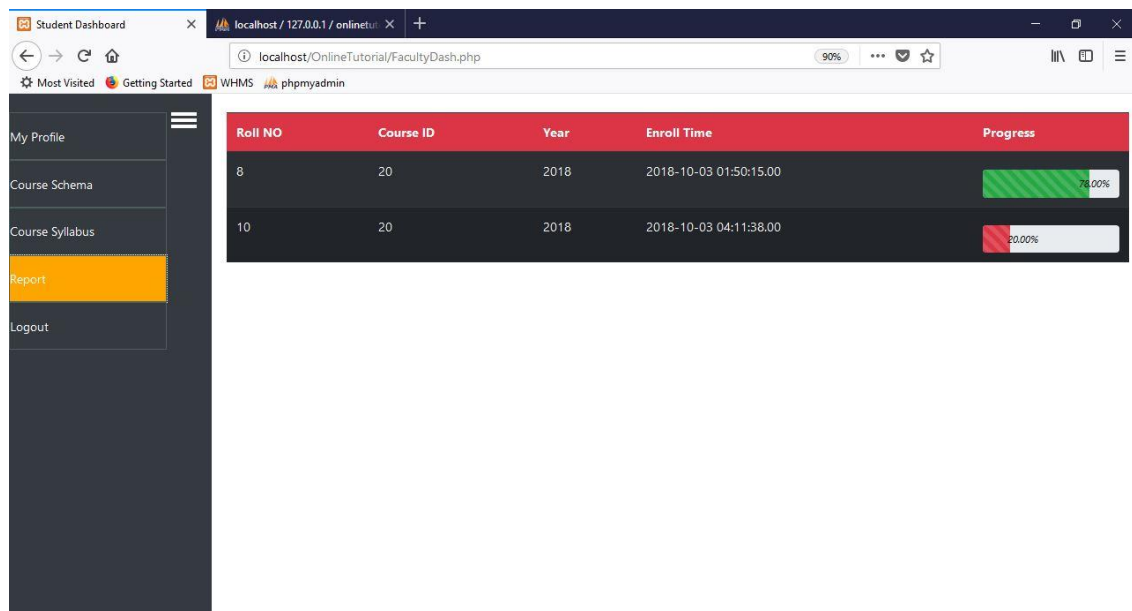 Student Dashboard
localhost / 127.0.0.1 / onlinetut
localhost/OnlineTutorial/FacultyDash.php
90%
Most Visited Getting Started WHMS phpmyadmin
My Profile
Course Schema
Course Syllabus
Report
Logout
Roll NO Course ID Year Enroll Time Progress
8 20 2018 2018-10-03 01:50:15.00 78.00%
10 20 2018 2018-10-03 04:11:38.00 20.00%